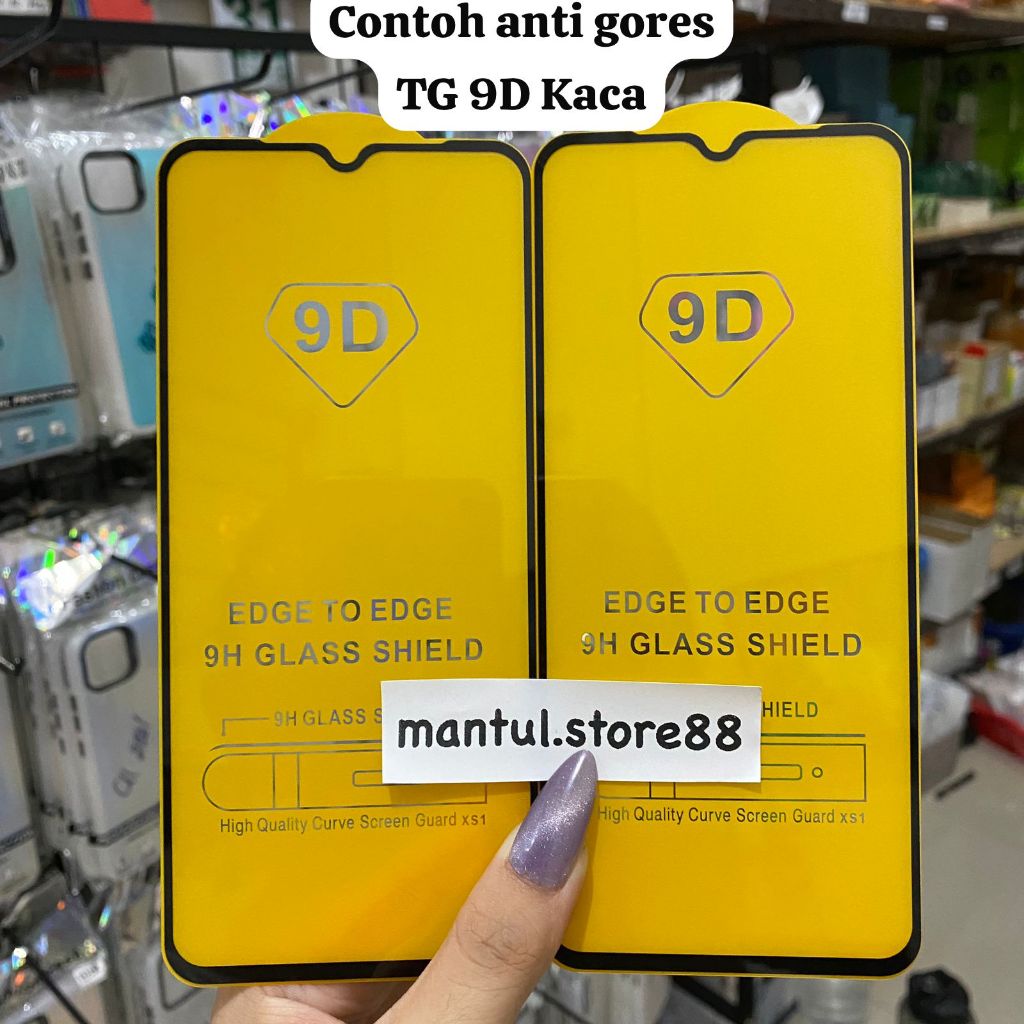 Contoh anti gores
TG 9D Kaca
9D
9D
EDGE TO EDGE
9H GLASS SHIELD
EDGE TO EDGE
9H GLASS SHIELD
9H GLASS S
HIELD
mantul.store88
High Quality Curve Screen Guard xs1
High Quality Curve Screen Guard xs1